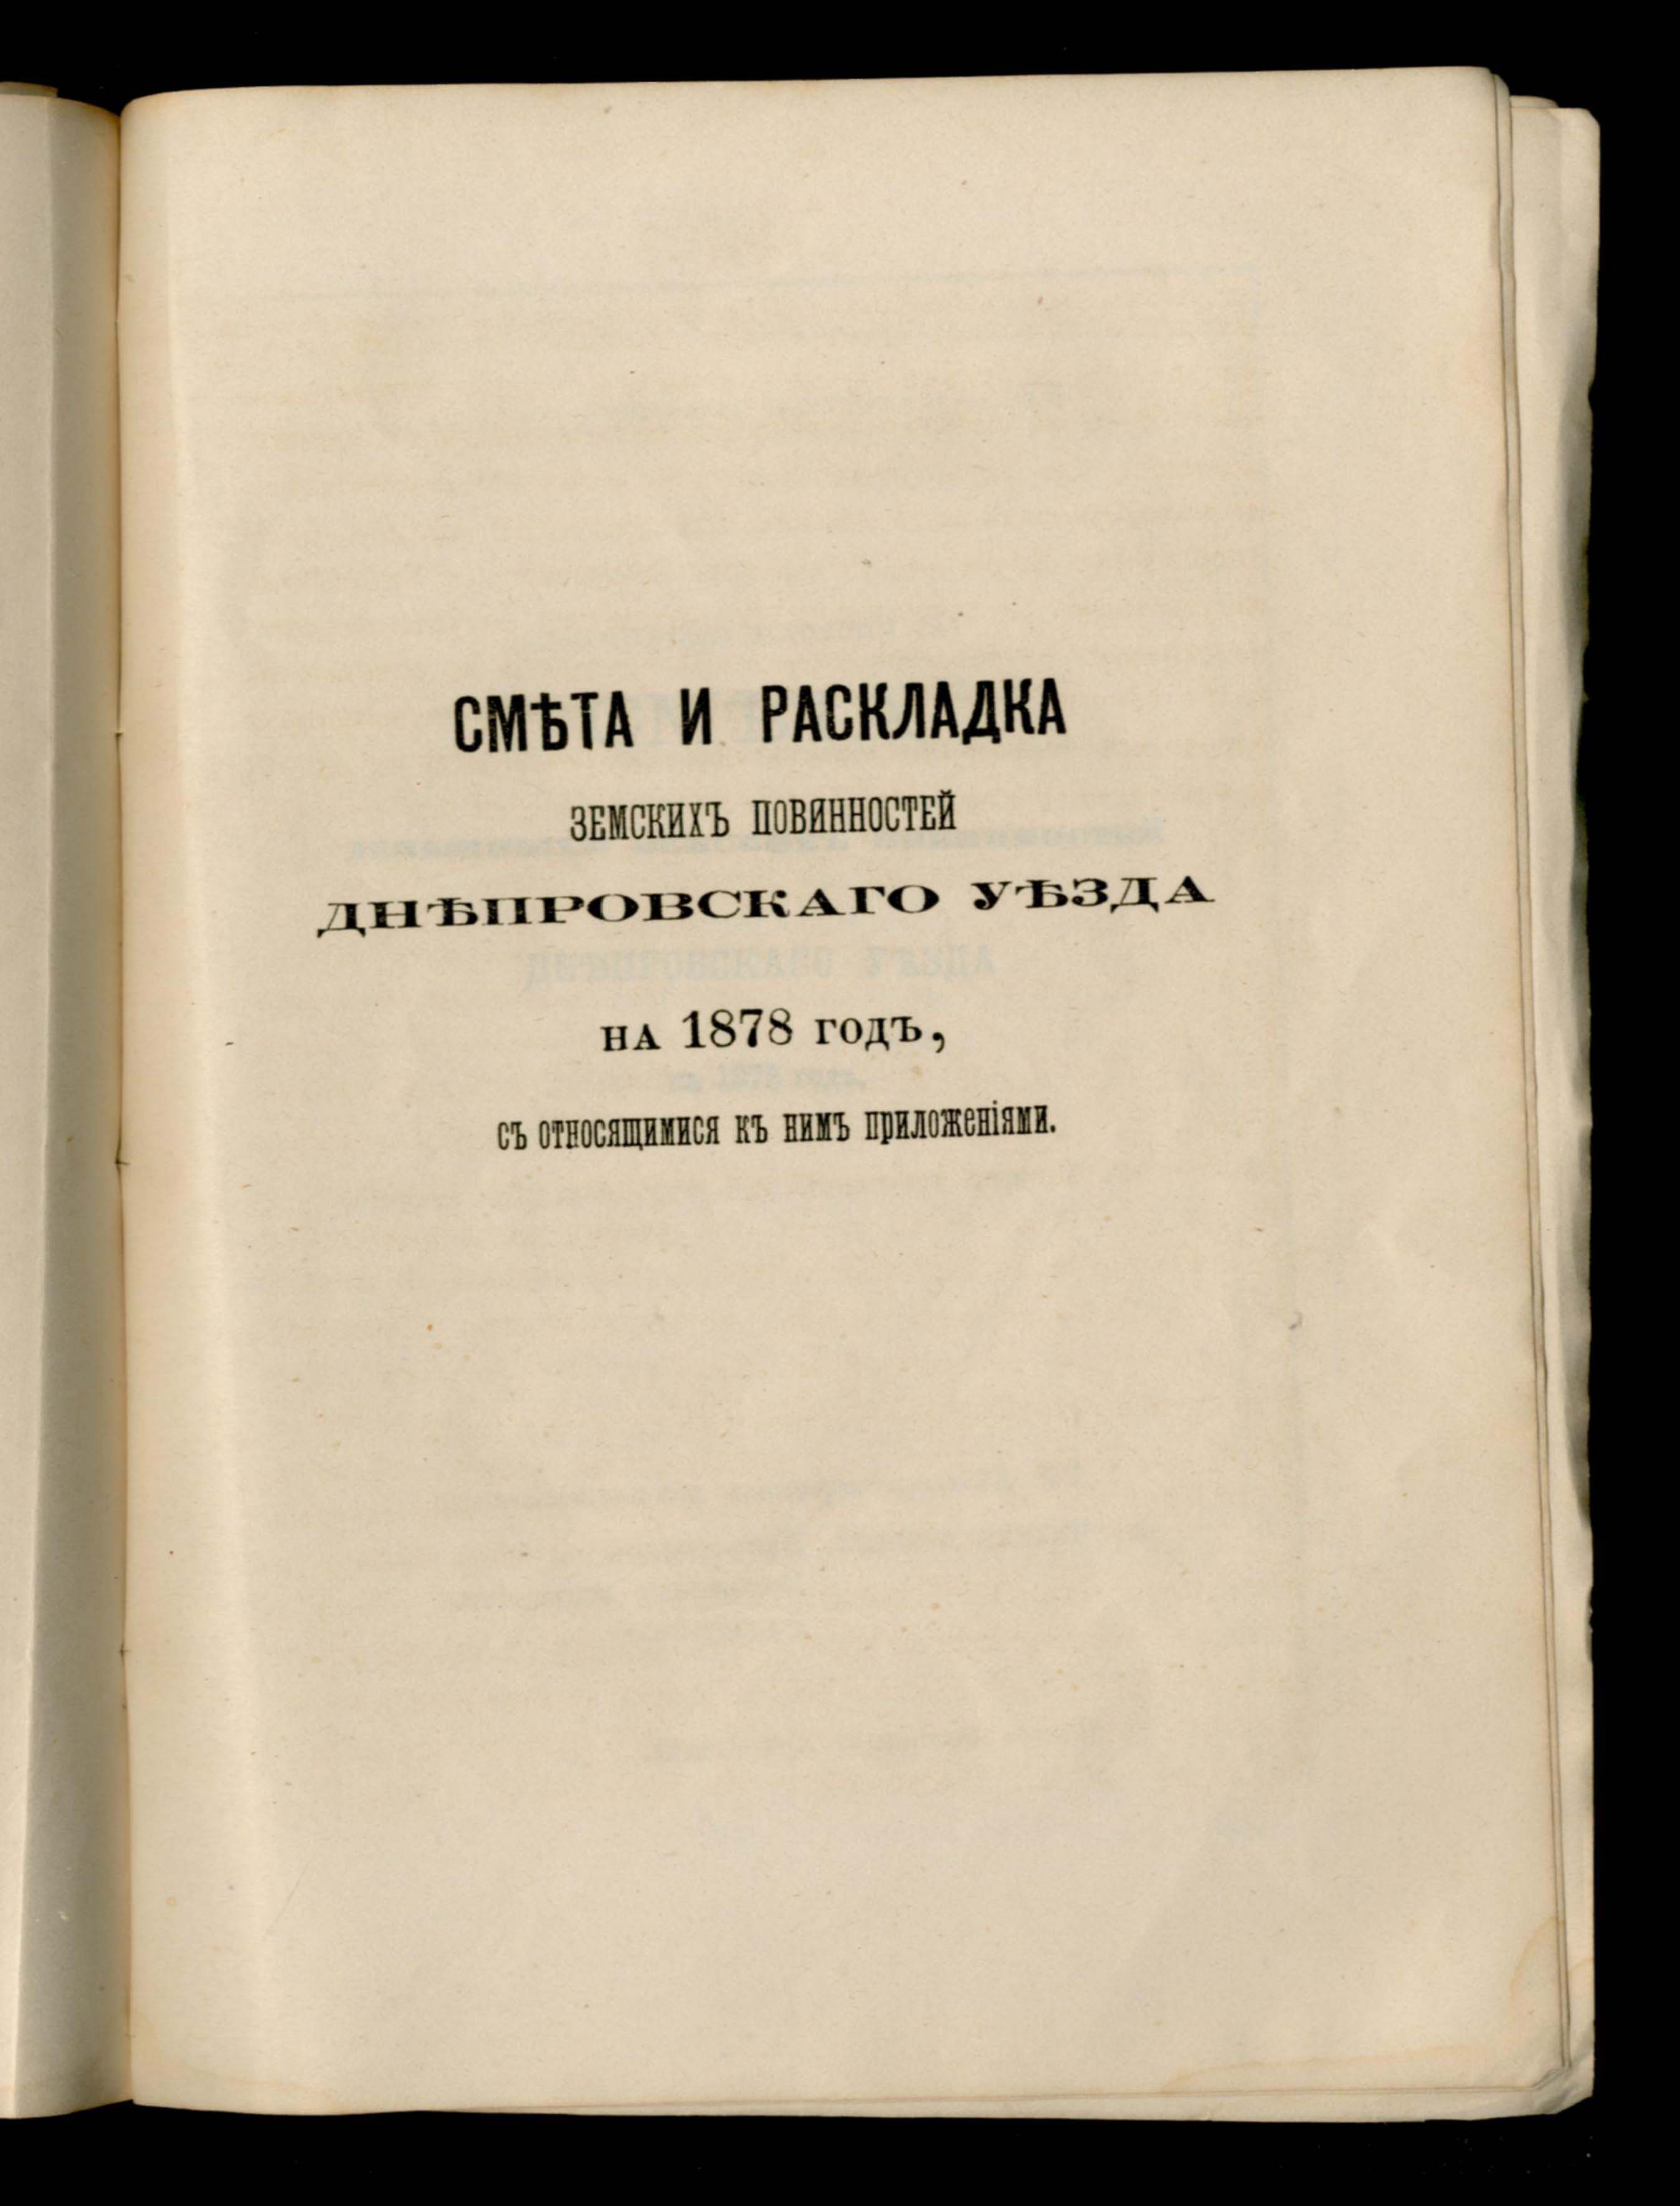 СМѢТА И РАСКЛАДКА
ЗЕМСКИХЪ ПОВИННОСТЕЙ
ДНѢПРОВСКАГО УѢЗДА
НА 1878 ГОДЪ,
съ относящимися къ нимъ приложеніями.